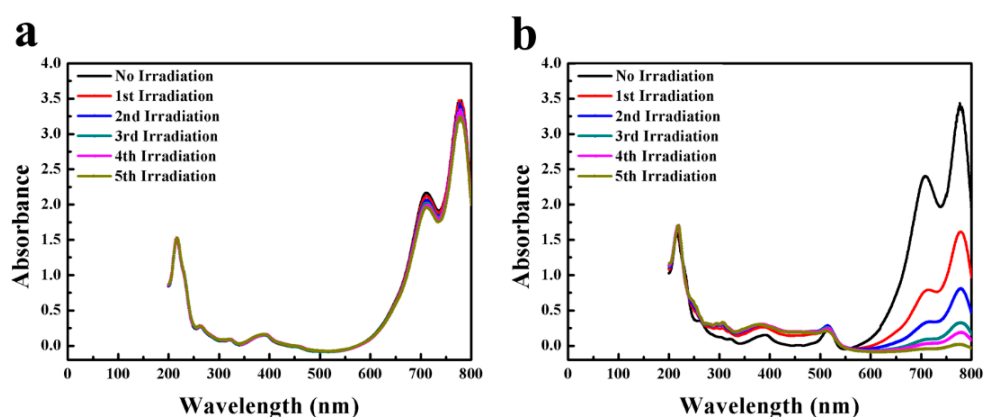 a
4.0
3.5
3.0
2.5
2.0
1.5
1.0
0.5
0.0
Absorbance
No Irradiation
1st Irradiation
2nd Irradiation
3rd Irradiation
4th Irradiation
5th Irradiation
0 100 200 300 400 500 600 700 800
Wavelength (nm)
b
4.0
3.5
3.0
2.5
2.0
1.5
1.0
0.5
0.0
Absorbance
No Irradiation
1st Irradiation
2nd Irradiation
3rd Irradiation
4th Irradiation
5th Irradiation
0 100 200 300 400 500 600 700 800
Wavelength (nm)